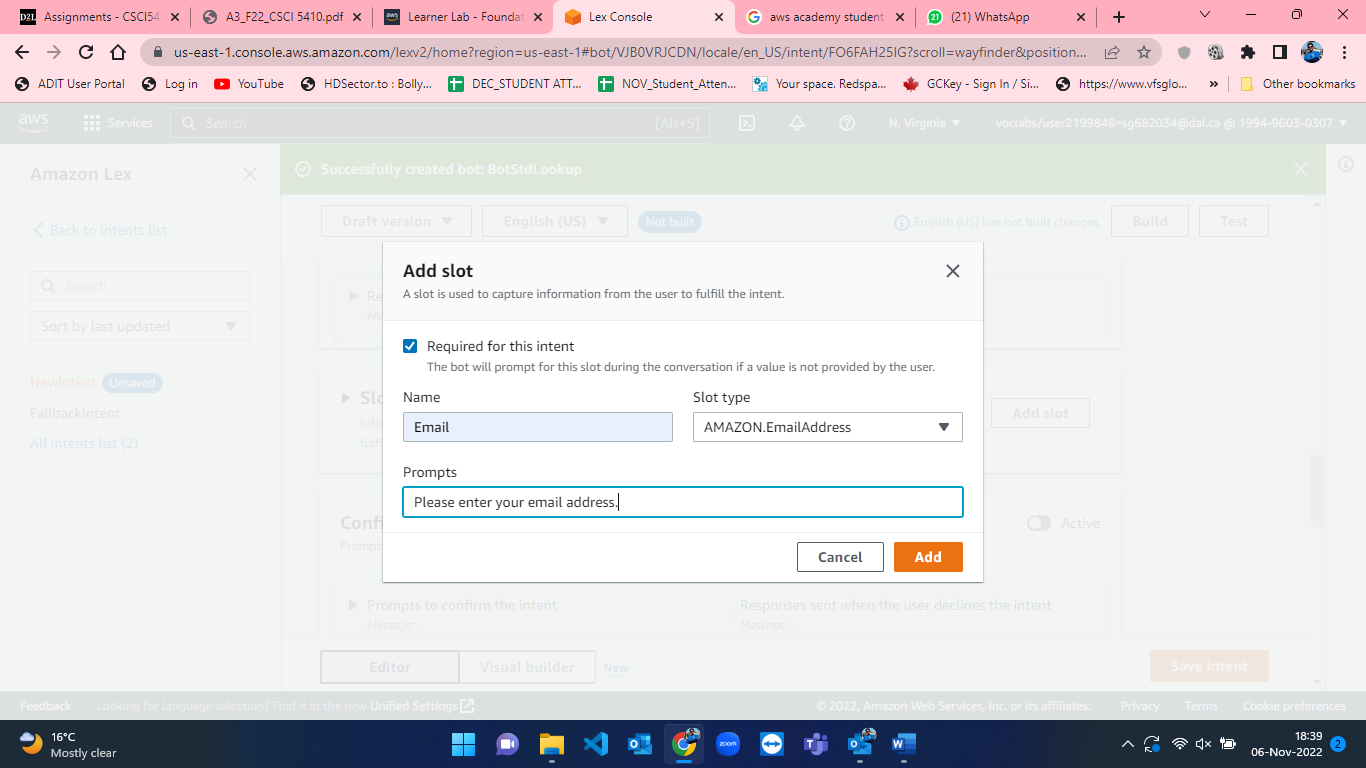 Assignments - CSCI54
A3_F22_CSCI 5410.pdf
Learner Lab - Foundat
Lex Console
aws academy student
(21) WhatsApp
us-east-1.console.aws.amazon.com/lexv2/home?region=us-east-1#bot/VJB0VRJCDN/locale/en_US/intent/FO6FAH25IG?scroll=wayfinder&position...
ADIT User Portal
Log in
YouTube
HDSector.to : Bolly...
DEC_STUDENT ATT...
NOV_Student_Atten...
Your space. Redspa...
GCKey - Sign In / Si...
https://www.vfsglo...
»
Other bookmarks
aws
Services
Search
[Alt+S]
N. Virginia
voclabs/user2199848=sg682034@dal.ca @ 1994-9603-0307
Amazon Lex
Successfully created bot: BotStdLookup
Back to intents list
Draft version
English (US)
Not built
English (US) has not built changes.
Build
Test
Search
Sort by last updated
NewIntent
Unsaved
FallbackIntent
All intents list (2)
Add slot
A slot is used to capture information from the user to fulfill the intent.
Required for this intent
The bot will prompt for this slot during the conversation if a value is not provided by the user.
Name
Slot type
Email
AMAZON.EmailAddress
Prompts
Please enter your email address.
Cancel
Add
Add slot
Active
Prompts to confirm the intent
Message: -
Responses sent when the user declines the intent
Message: -
Editor
Visual builder
New
Save intent
Feedback
Looking for language selection? Find it in the new Unified Settings
© 2022, Amazon Web Services, Inc. or its affiliates.
Privacy
Terms
Cookie preferences
16°C
Mostly clear
zoom
18:39
06-Nov-2022
2